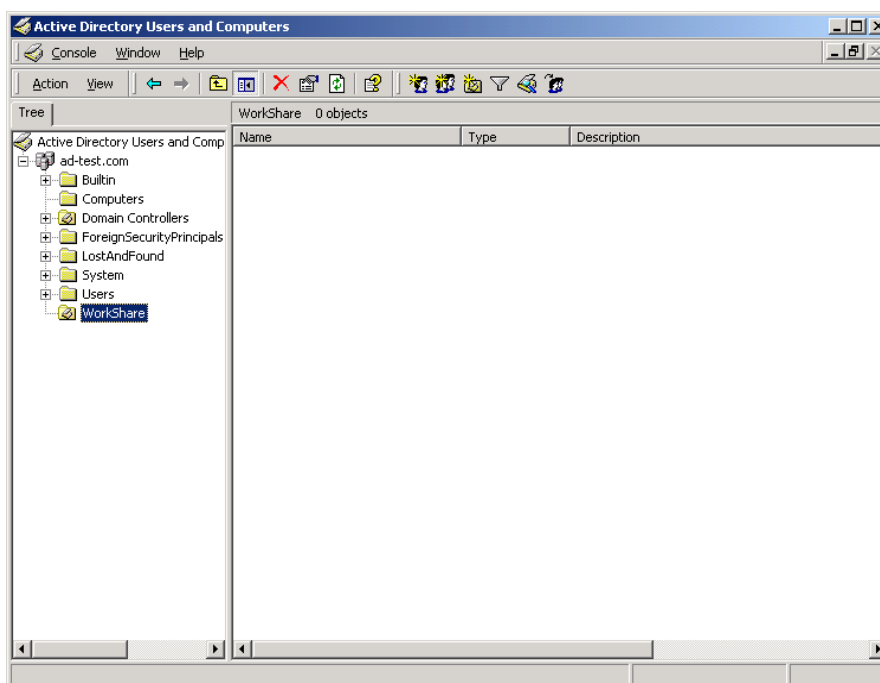 Active Directory Users and Computers
Console Window Help
Action View
Tree
WorkShare 0 objects
Active Directory Users and Comp
ad-test.com
Builtin
Computers
Domain Controllers
ForeignSecurityPrincipals
LostAndFound
System
Users
WorkShare
Name Type Description